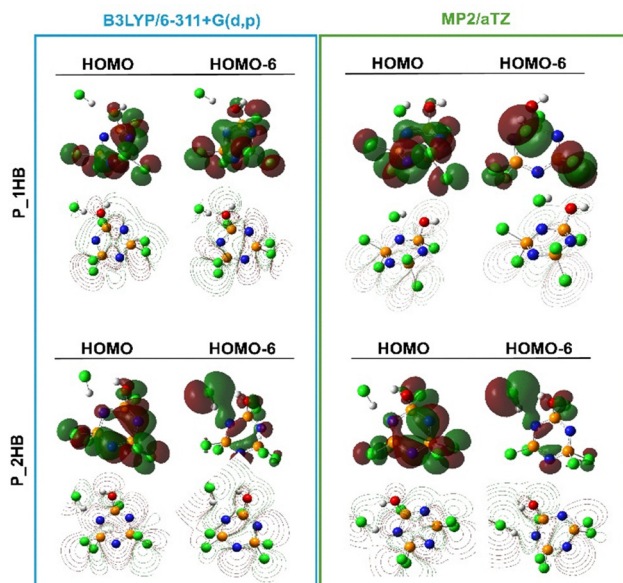 B3LYP/6-311+G(d,p)
MP2/aTZ
HOMO
HOMO-6
HOMO
HOMO-6
P_1HB
HOMO
HOMO-6
HOMO
HOMO-6
P_2HB